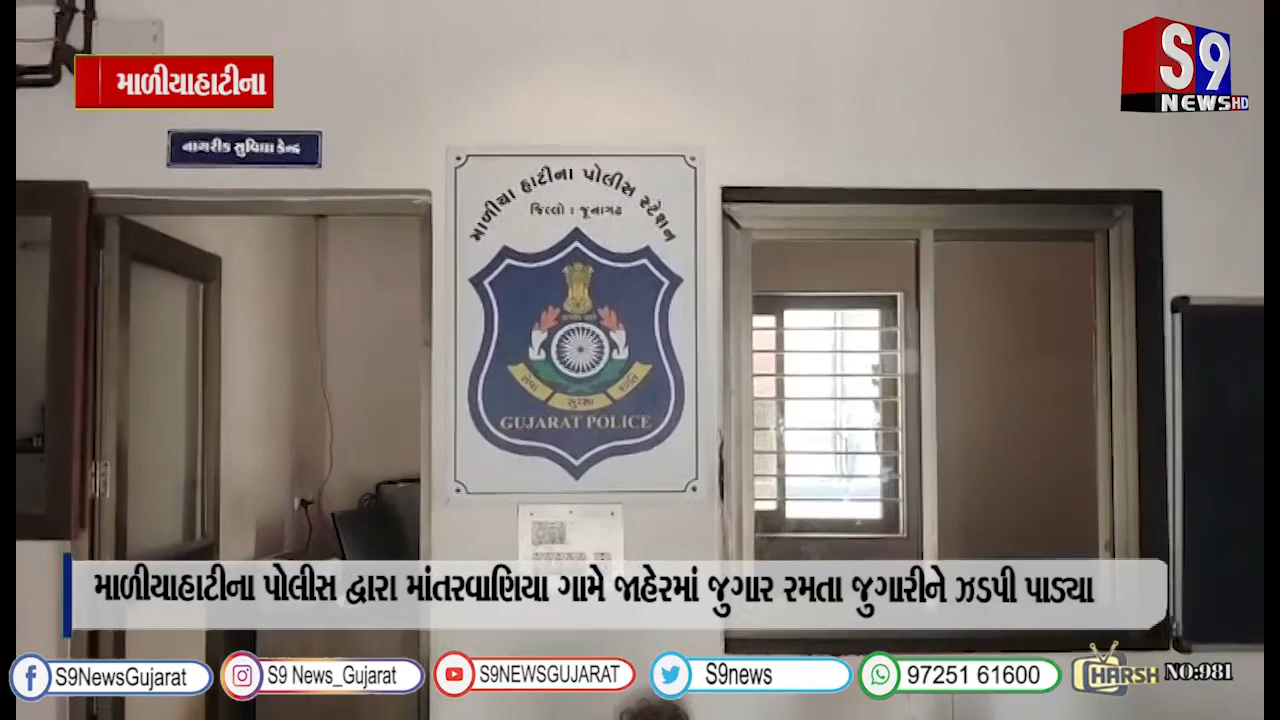 માળીયાહાટીના
S9
NEWS HD
નાગરીક સુવિધા કેન્દ્ર
માળીયા હાટીના પોલીસ સ્ટેશન
જિલ્લો : જૂનાગઢ
સેવા
સુરક્ષા
શાંતિ
GUJARAT POLICE
માળીયાહાટીના પોલીસ દ્વારા માંતરવાણિયા ગામે જાહેરમાં જુગાર રમતા જુગારીને ઝડપી પાડ્યા
S9NewsGujarat
S9 News_Gujarat
S9NEWSGUJARAT
S9news
97251 61600
HARSH NO:981